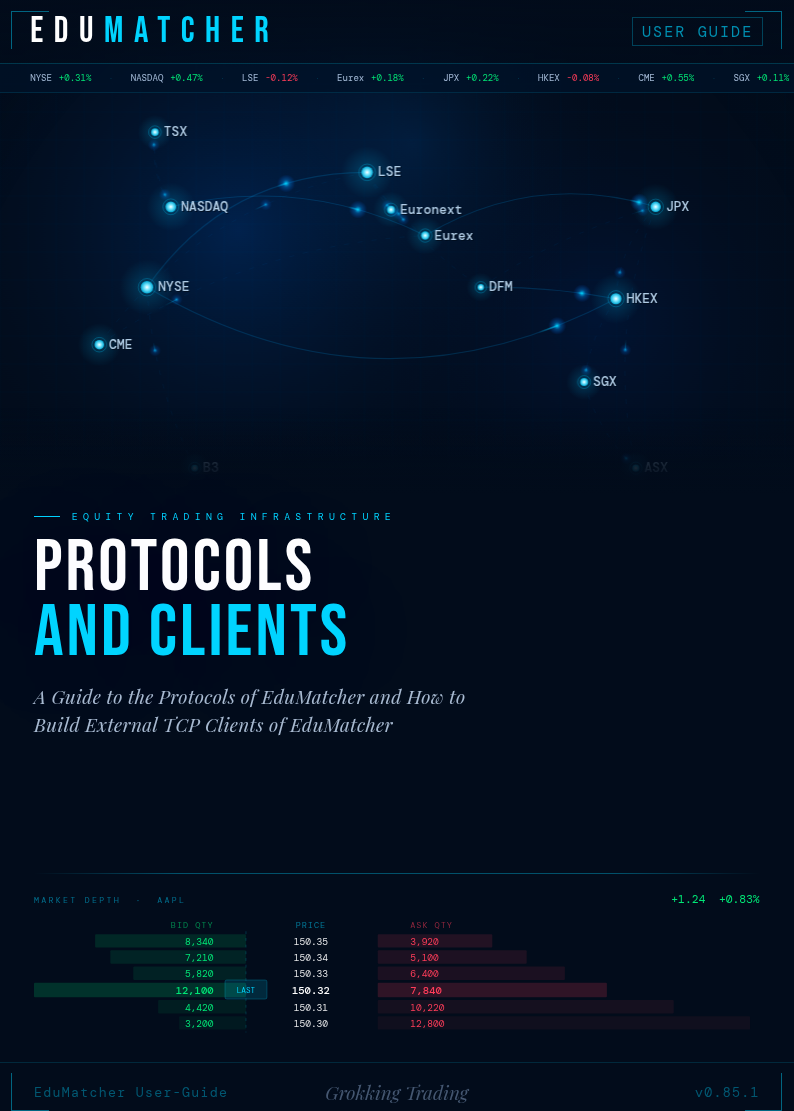 EDUMATCHER
USER GUIDE
NYSE +0.31% NASDAQ +0.47% LSE -0.12% Eurex +0.18% JPX +0.22% HKEX -0.08% CME +0.55% SGX +0.11%
TSX
LSE
NASDAQ
Euronext
JPX
Eurex
NYSE
DFM
HKEX
CME
SGX
B3
ASX
EQUITY TRADING INFRASTRUCTURE
PROTOCOLS
AND CLIENTS
A Guide to the Protocols of EduMatcher and How to
Build External TCP Clients of EduMatcher
MARKET DEPTH · AAPL
+1.24 +0.83%
BID QTY PRICE ASK QTY
8,340 150.35 3,920
7,210 150.34 5,100
5,820 150.33 6,400
12,100 LAST 150.32 7,840
4,420 150.31 10,220
3,200 150.30 12,800
EduMatcher User-Guide
Grokking Trading
v0.85.1